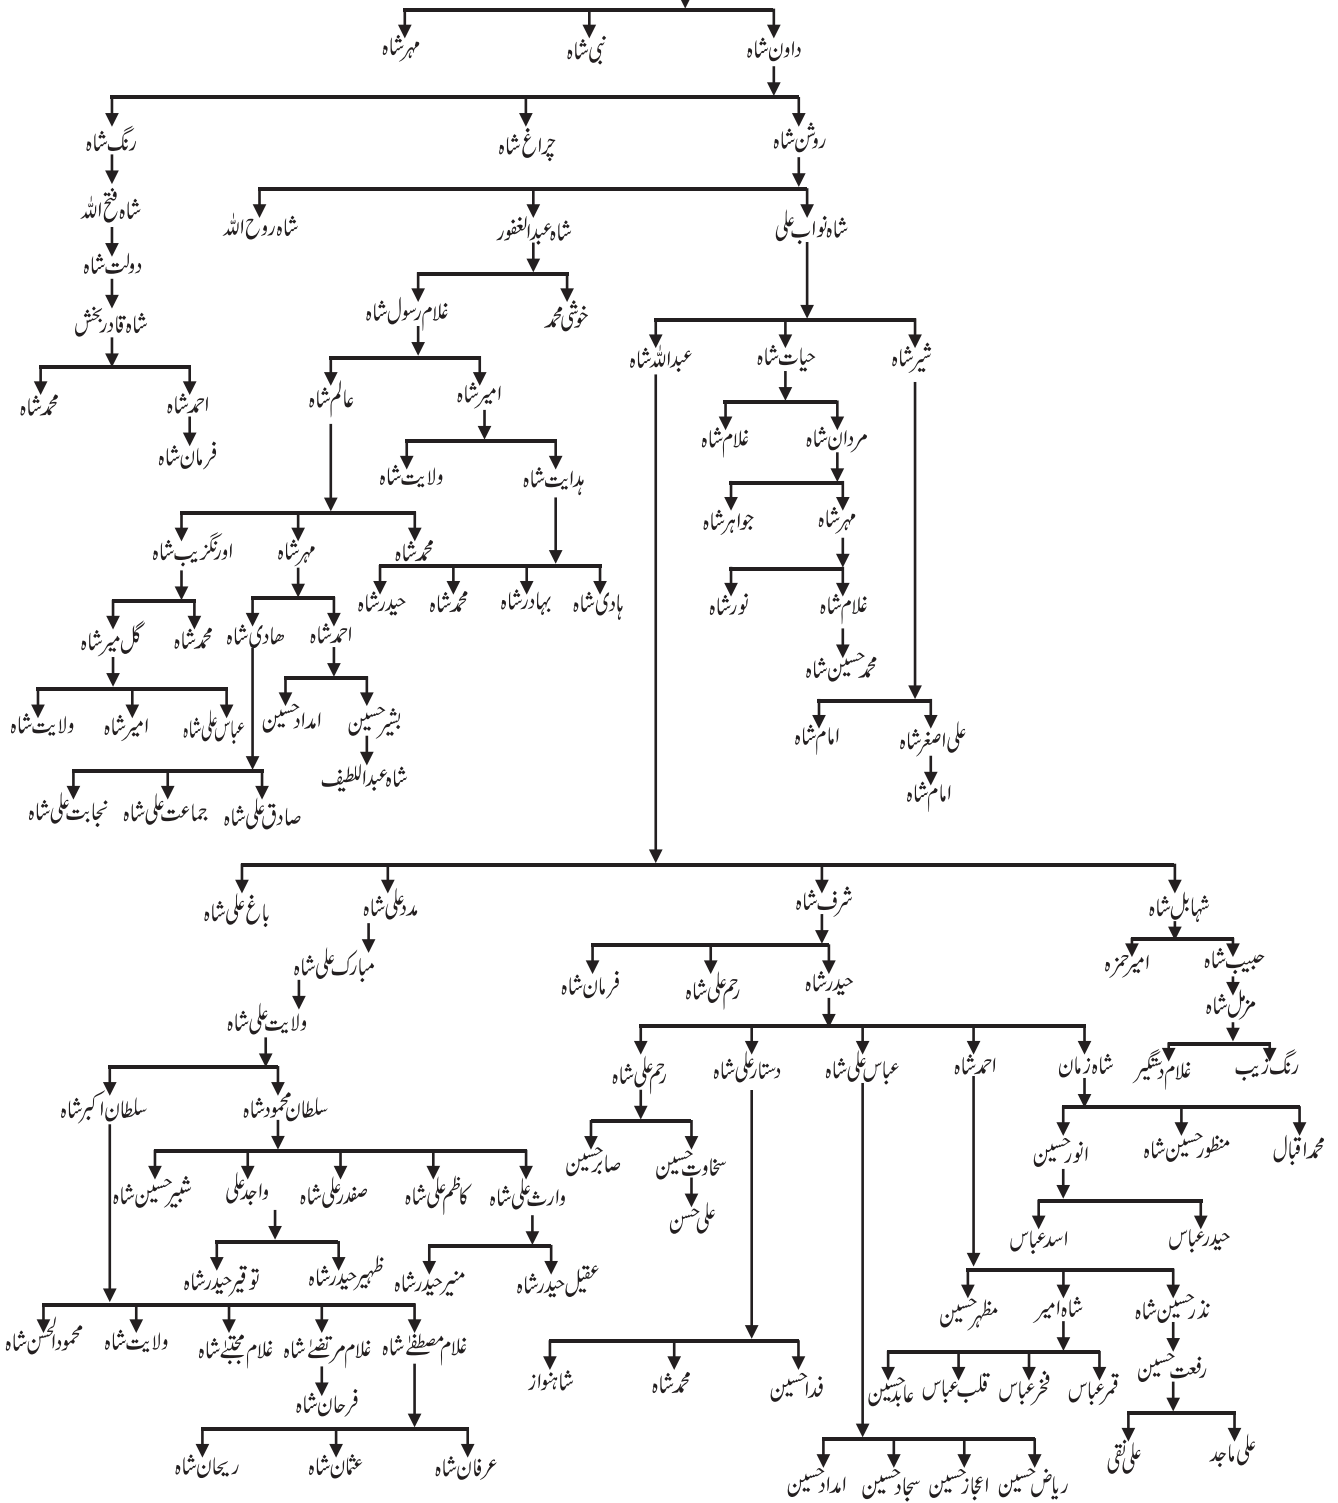 داون شاہ نبی شاہ مہر شاہ
روشن شاہ چراغ شاہ رنگ شاہ
شاہ فتح اللہ
شاہ نواب علی شاہ عبدالغفور شاہ روح اللہ
دولت شاہ
خوشی محمد غلام رسول شاہ شاہ قادر بخش
شیر شاہ حیات شاہ عبداللہ شاہ
امیر شاہ عالم شاہ احمد شاہ محمد شاہ
مردان شاہ غلام شاہ فرمان شاہ
ہدایت شاہ ولایت شاہ
مہر شاہ جواہر شاہ
محمد شاہ مہر شاہ اورنگزیب شاہ
غلام شاہ نور شاہ ہادی شاہ بہادر شاہ محمد شاہ حیدر شاہ
احمد شاہ ھادی شاہ محمد شاہ گل میر شاہ
محمد حسین شاہ
بشیر حسین امداد حسین عباس علی شاہ امیر شاہ ولایت شاہ
علی اصغر شاہ امام شاہ
شاہ عبداللطیف
امام شاہ
صادق علی شاہ جماعت علی شاہ نجابت علی شاہ
شہابل شاہ شرف شاہ مدد علی شاہ باغ علی شاہ
حبیب شاہ امیر حمزہ مبارک علی شاہ
حیدر شاہ رحم علی شاہ فرمان شاہ
مزمل شاہ
ولایت علی شاہ
رنگ زیب غلام دستگیر
شاہ زمان احمد شاہ عباس علی شاہ دستار علی شاہ رحم علی شاہ
سلطان محمود شاہ سلطان اکبر شاہ
محمد اقبال منظور حسین شاہ انور حسین
سخاوت حسین صابر حسین
وارث علی شاہ کاظم علی شاہ صفدر علی شاہ واجد علی شبیر حسین شاہ
علی حسن
حیدر عباس اسد عباس
عقیل حیدر شاہ منیر حیدر شاہ ظہیر حیدر شاہ توقیر حیدر شاہ
نذر حسین شاہ شاہ امیر مظہر حسین
غلام مصطفےٰ شاہ غلام مرتضےٰ شاہ غلام مجتبےٰ شاہ ولایت شاہ محمود الحسن شاہ
رفعت حسین
قمر عباس فخر عباس قلب عباس عابد حسین
فدا حسین محمد شاہ شاہنواز
فرحان شاہ
علی ماجد علی نقی
عرفان شاہ عثمان شاہ ریحان شاہ
ریاض حسین اعجاز حسین سجاد حسین امداد حسین